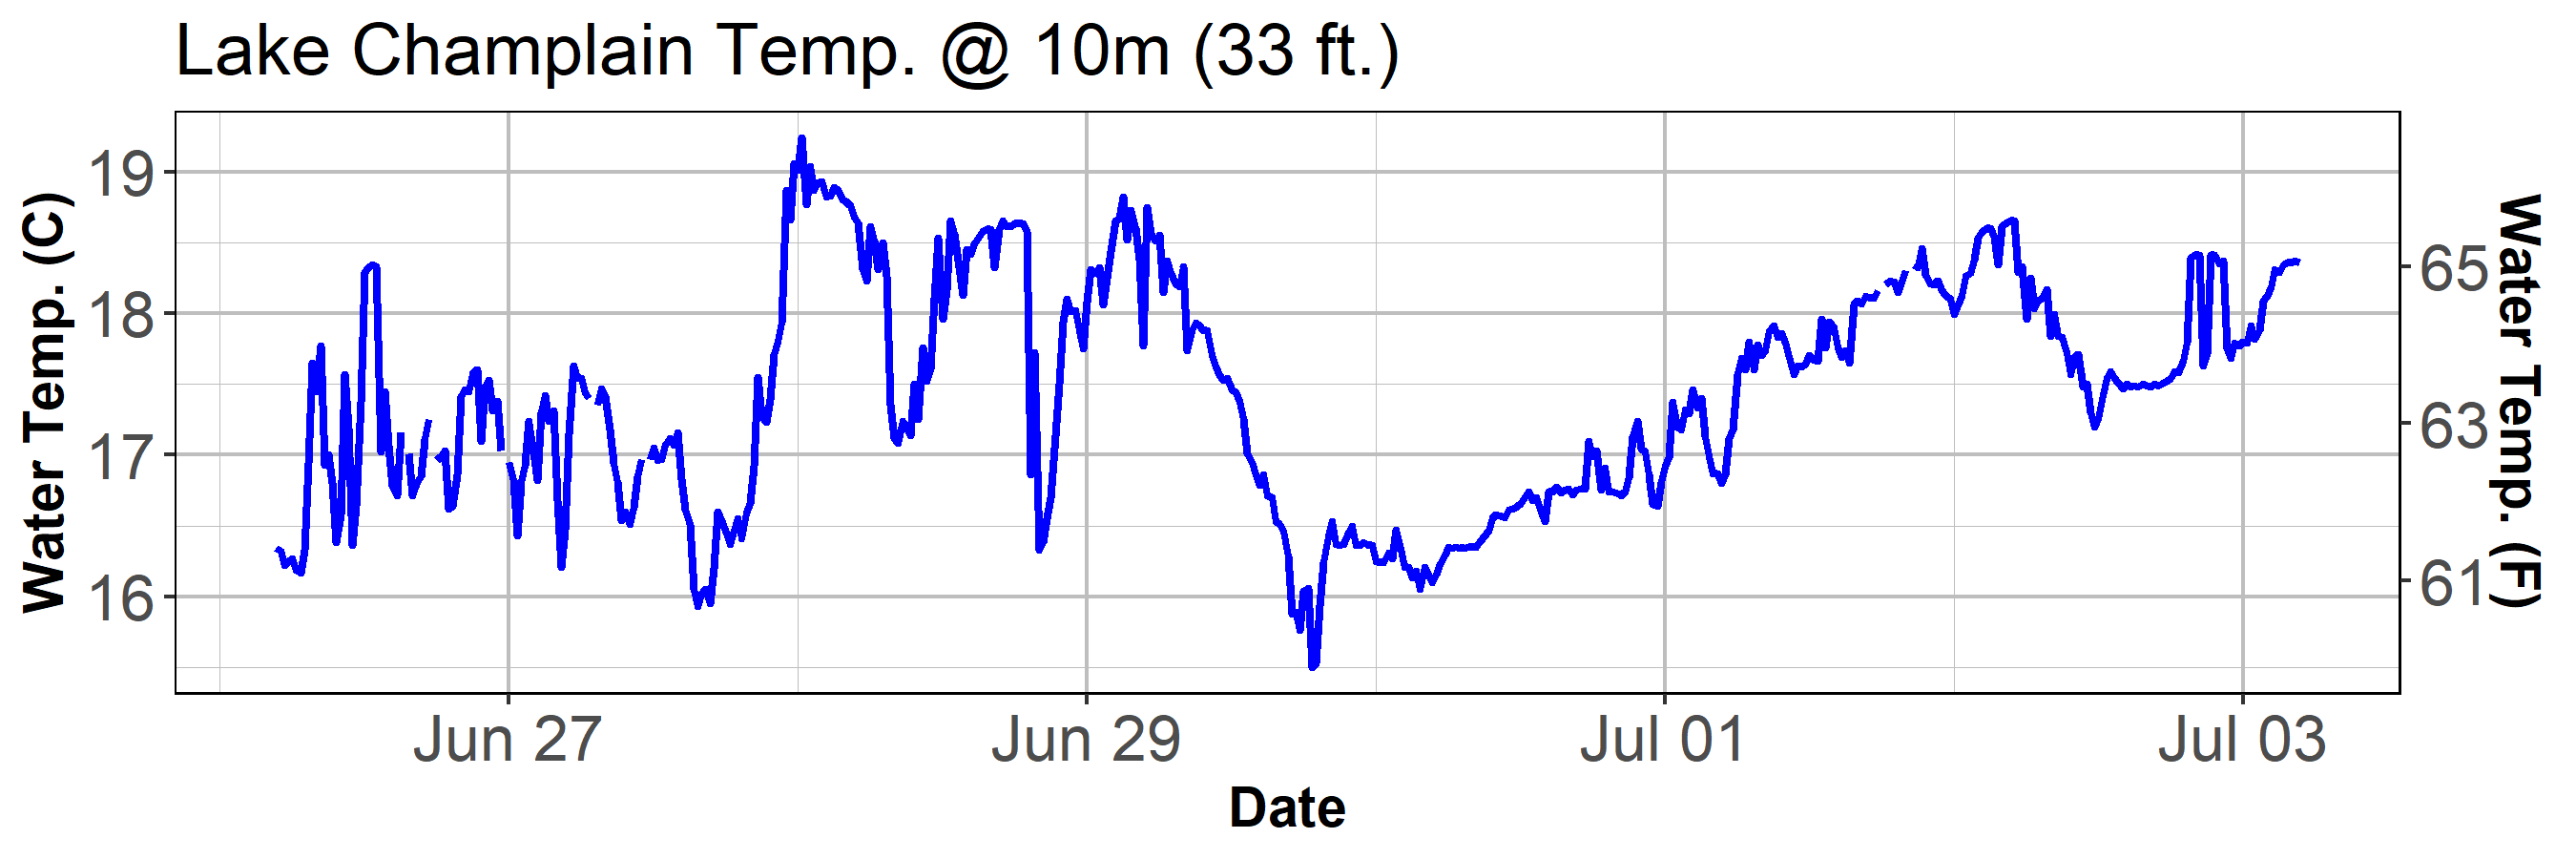 Lake Champlain Temp. @ 10m (33 ft.)
Water Temp. (C)
19
18
17
16
65
63
61
Water Temp. (F)
Jun 27
Jun 29
Jul 01
Jul 03
Date